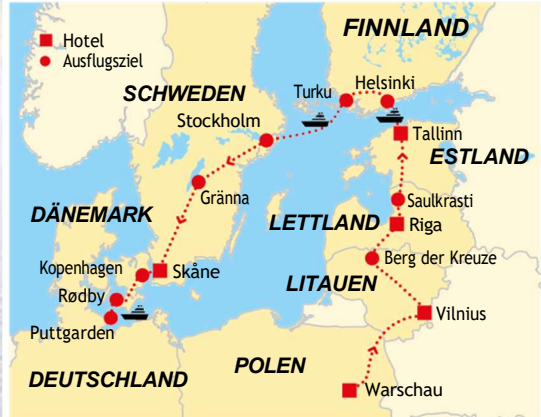 Hotel
Ausflugsziel
FINNLAND
SCHWEDEN
Turku
Helsinki
Stockholm
Tallinn
ESTLAND
Gränna
Saulkrasti
DÄNEMARK
LETTLAND
Riga
Kopenhagen
Skåne
Berg der Kreuze
Rødby
LITAUEN
Puttgarden
Vilnius
POLEN
DEUTSCHLAND
Warschau